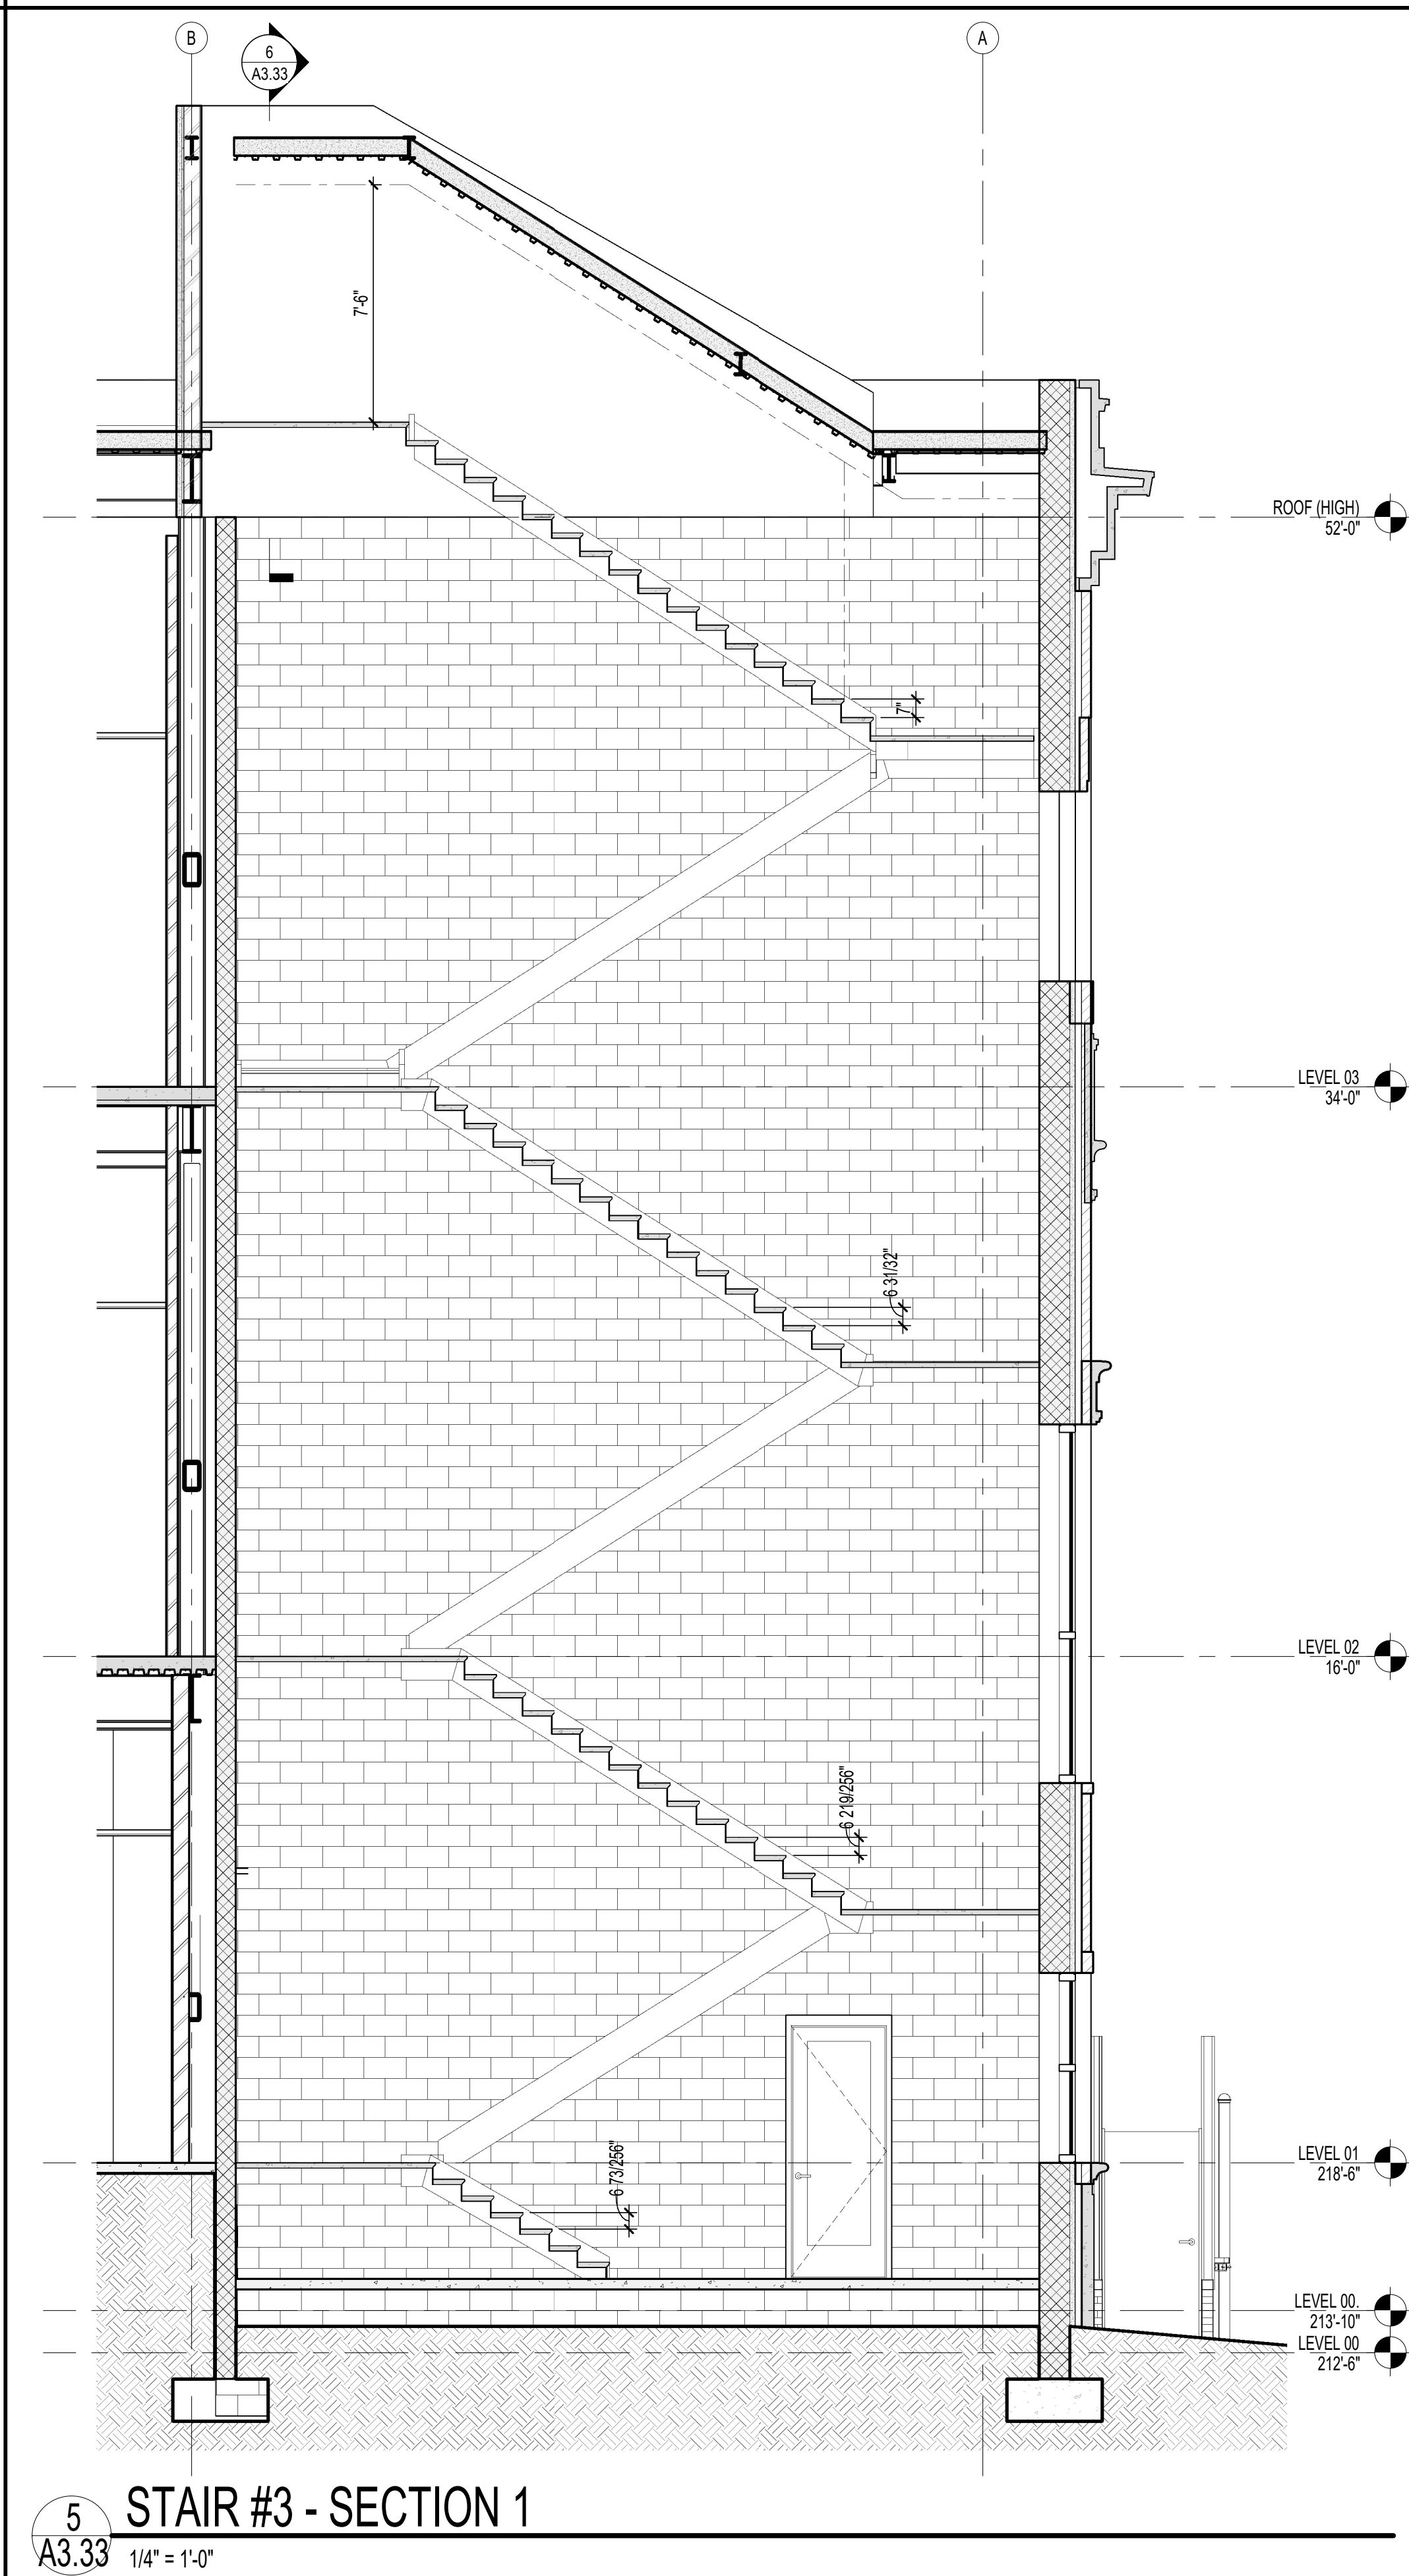 B
6
A3.33
A
7'-6"
ROOF (HIGH)
52'-0"
7"
LEVEL 03
34'-0"
6 31/32"
LEVEL 02
16'-0"
6 219/256"
LEVEL 01
218'-6"
6 73/256"
LEVEL 00.
213'-10"
LEVEL 00
212'-6"
5
A3.33
STAIR #3 - SECTION 1
1/4" = 1'-0"